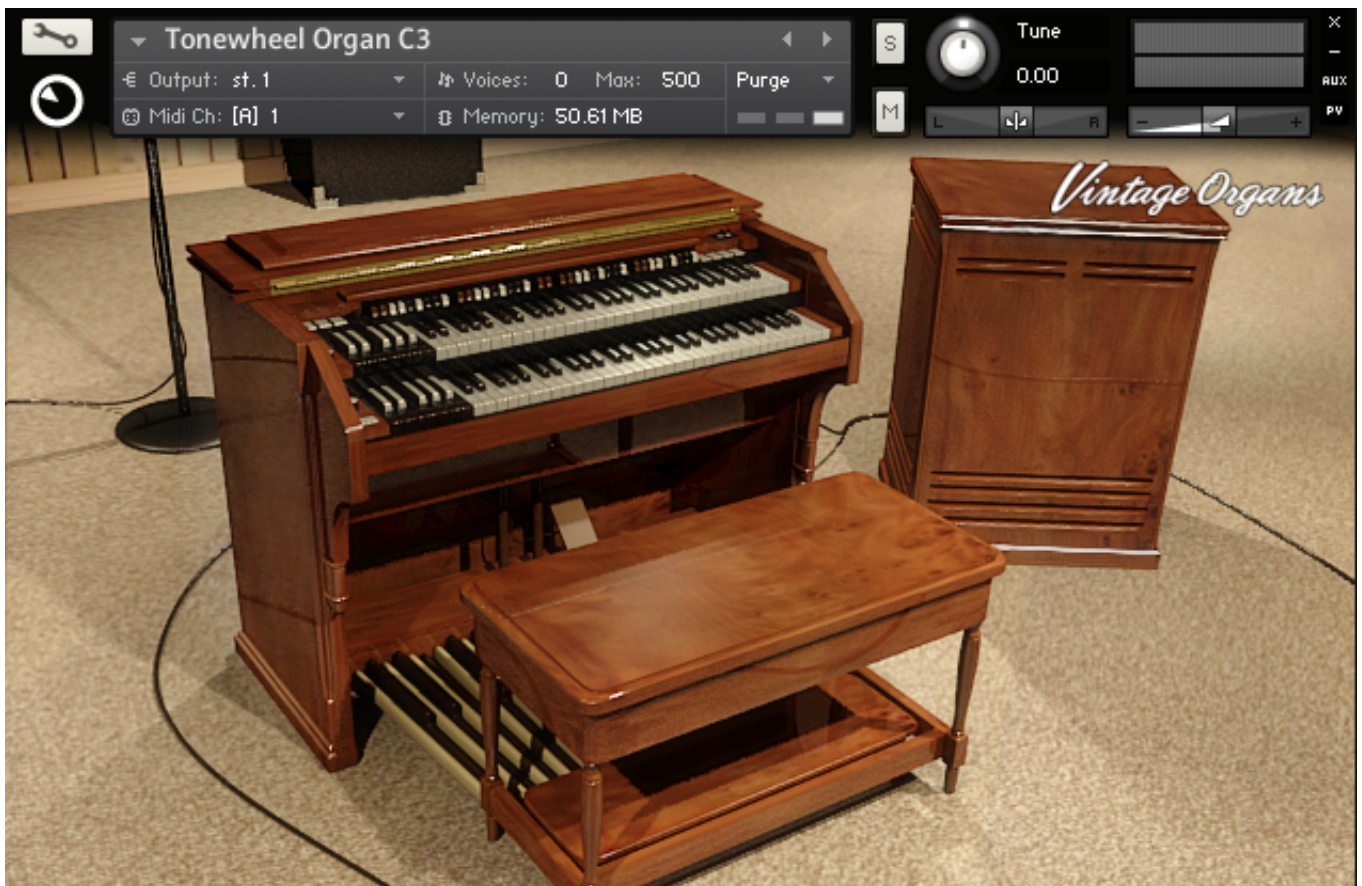 Tonewheel Organ C3
Output: st. 1
Voices: 0 Max: 500
Purge
Midi Ch: [A] 1
Memory: 50.61 MB
S
M
Tune
0.00
L
R
-
+
×
-
AUX
PV
Vintage Organs